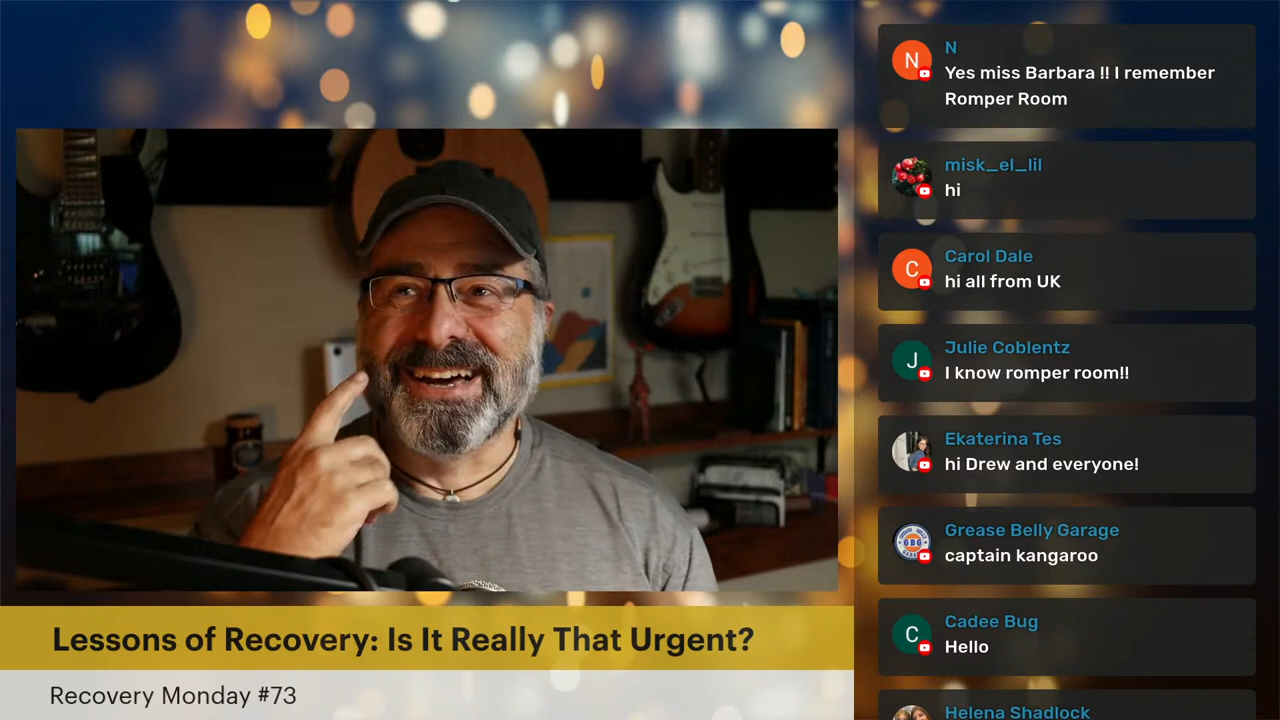 Lessons of Recovery: Is It Really That Urgent?
Recovery Monday #73
N
Yes miss Barbara !! I remember
Romper Room
misk_el_lil
hi
Carol Dale
hi all from UK
Julie Coblentz
I know romper room!!
Ekaterina Tes
hi Drew and everyone!
Grease Belly Garage
captain kangaroo
Cadee Bug
Hello
Helena Shadlock
N
C
J
GBG
C